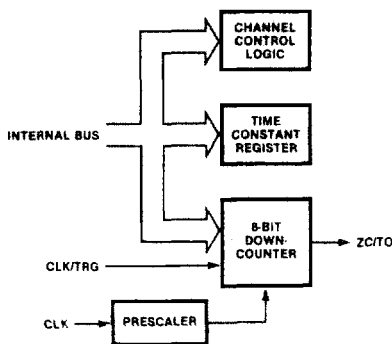 CHANNEL
CONTROL
LOGIC
INTERNAL BUS
TIME
CONSTANT
REGISTER
8-BIT
DOWN-
COUNTER
ZC/TO
CLK/TRG
CLK
PRESCALER